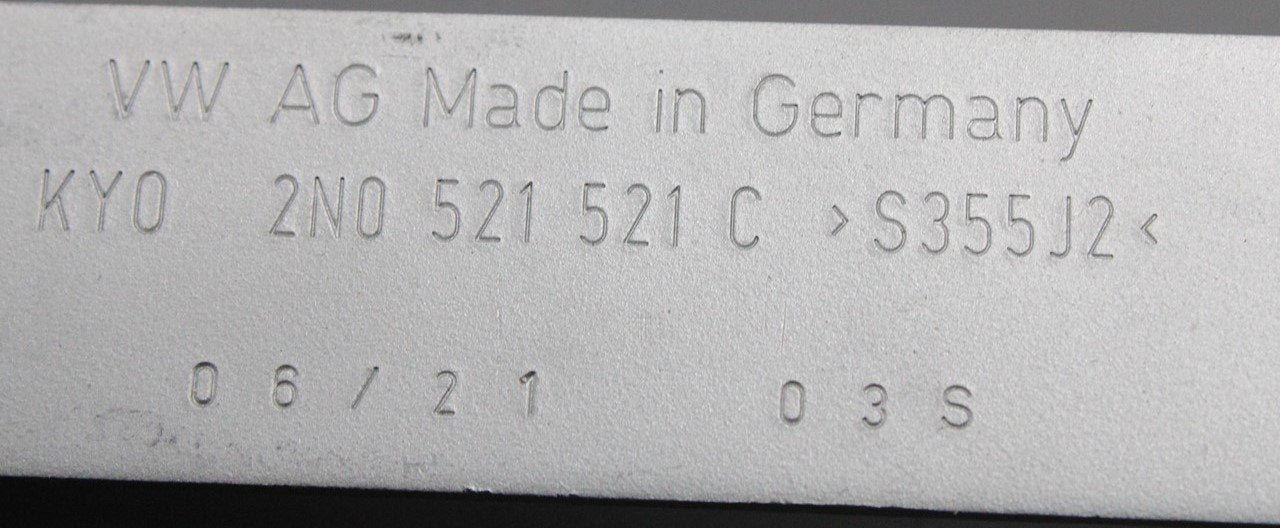 VW AG Made in Germany
KYO 2N0 521 521 C >S355J2<
06/21 03S